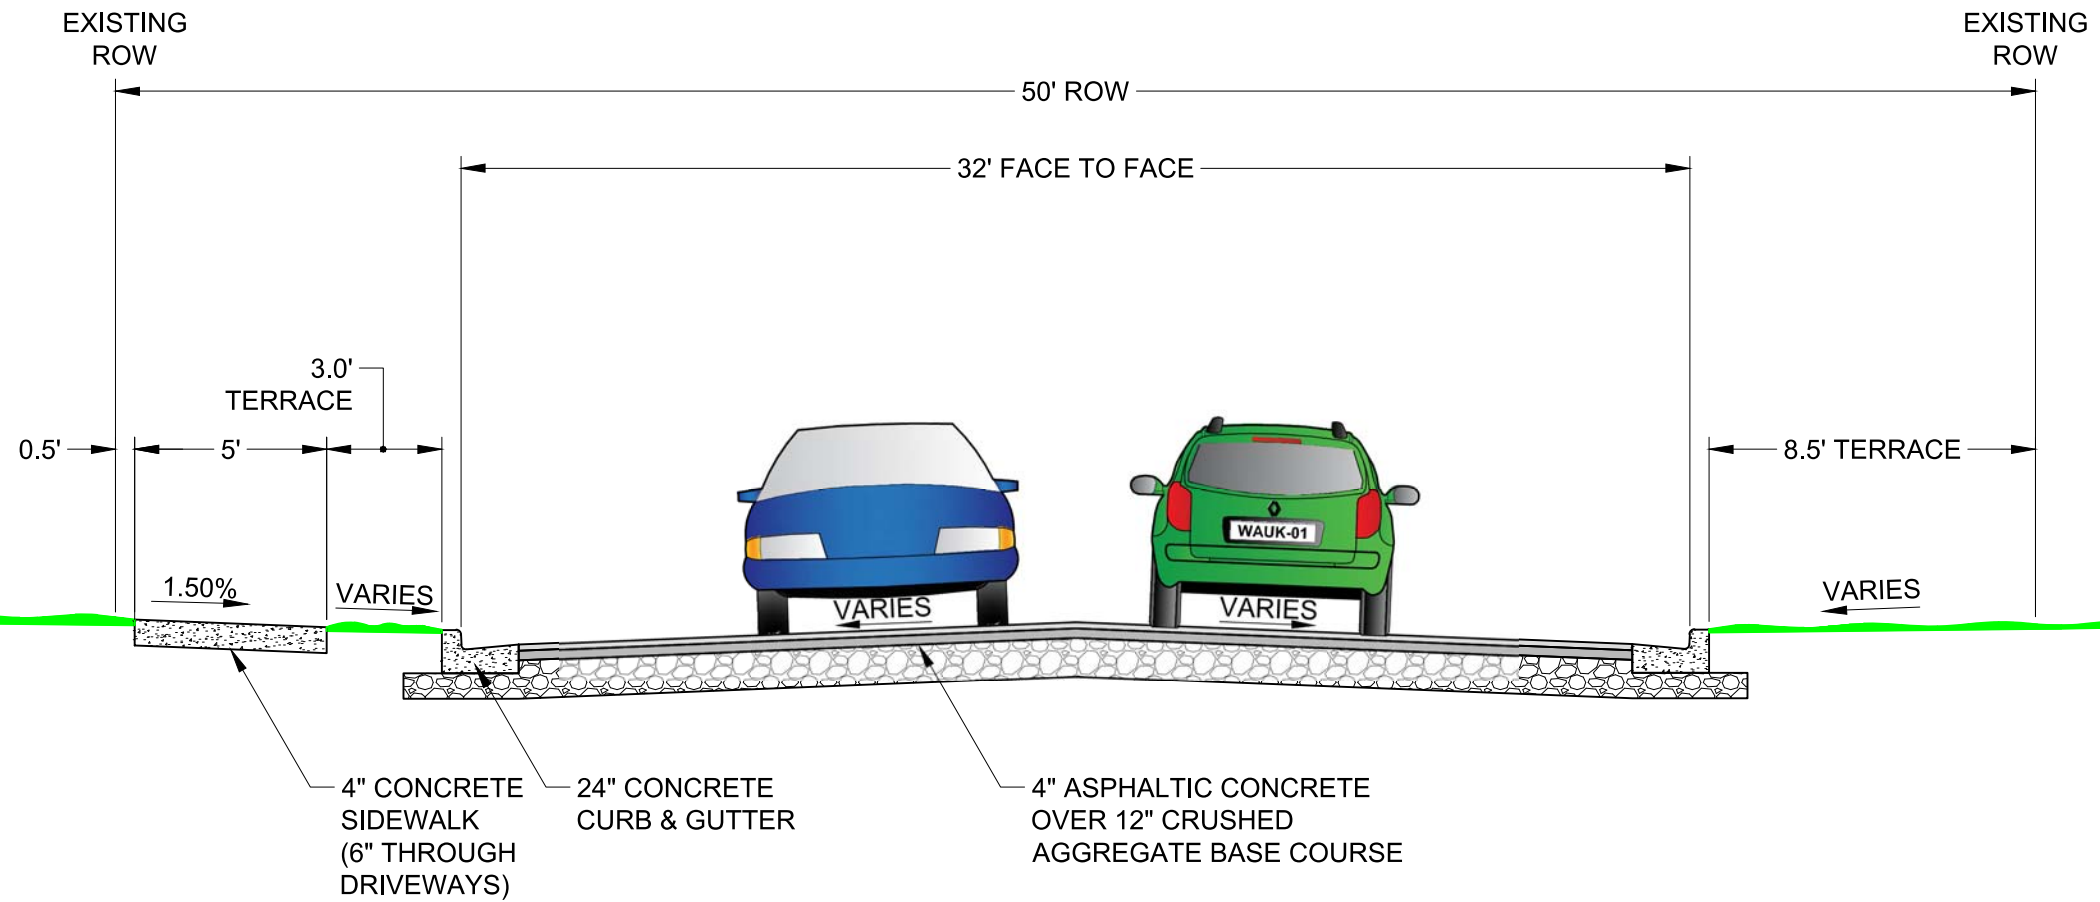 EXISTING
ROW
EXISTING
ROW
50' ROW
32' FACE TO FACE
3.0'
TERRACE
0.5'
5'
8.5' TERRACE
1.50%
VARIES
VARIES
VARIES
VARIES
WAUK-01
4" CONCRETE
SIDEWALK
(6" THROUGH
DRIVEWAYS)
24" CONCRETE
CURB & GUTTER
4" ASPHALTIC CONCRETE
OVER 12" CRUSHED
AGGREGATE BASE COURSE